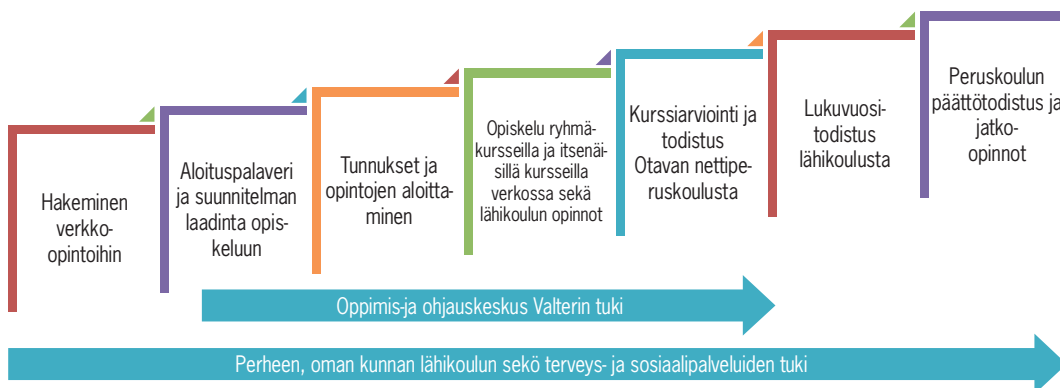 Hakeminen
verkko-
opintoihin
Aloituspalaveri
ja suunnitelman
laadinta opis-
keluun
Tunnukset ja
opintojen aloitta-
minen
Opiskelu ryhmä-
kursseilla ja itsenäi-
sillä kursseilla
verkossa sekä
lähikoulun opinnot
Kurssiarviointi ja
todistus
Otavan nettipe-
ruskoulusta
Lukuvuosi-
todistus
lähikoulusta
Peruskoulun
päättötodistus ja
jatko-
opinnot
Oppimis-ja ohjauskeskus Valterin tuki
Perheen, oman kunnan lähikoulun sekö terveys- ja sosiaalipalveluiden tuki